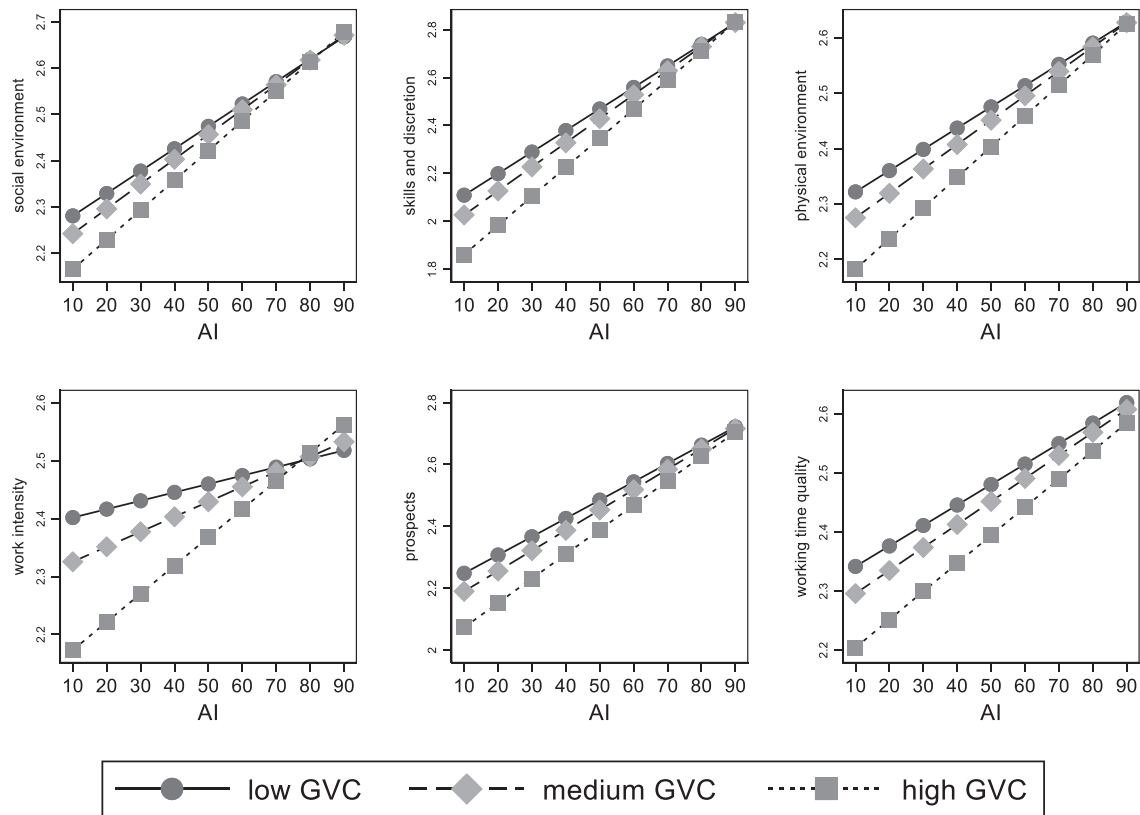 social environment
2.7
2.6
2.5
2.4
2.3
2.2
10 20 30 40 50 60 70 80 90
AI
skills and discretion
2.8
2.6
2.4
2.2
2
1.8
10 20 30 40 50 60 70 80 90
AI
physical environment
2.6
2.5
2.4
2.3
2.2
10 20 30 40 50 60 70 80 90
AI
work intensity
2.6
2.5
2.4
2.3
2.2
10 20 30 40 50 60 70 80 90
AI
prospects
2.8
2.6
2.4
2.2
2
10 20 30 40 50 60 70 80 90
AI
working time quality
2.6
2.5
2.4
2.3
2.2
10 20 30 40 50 60 70 80 90
AI
low GVC medium GVC high GVC